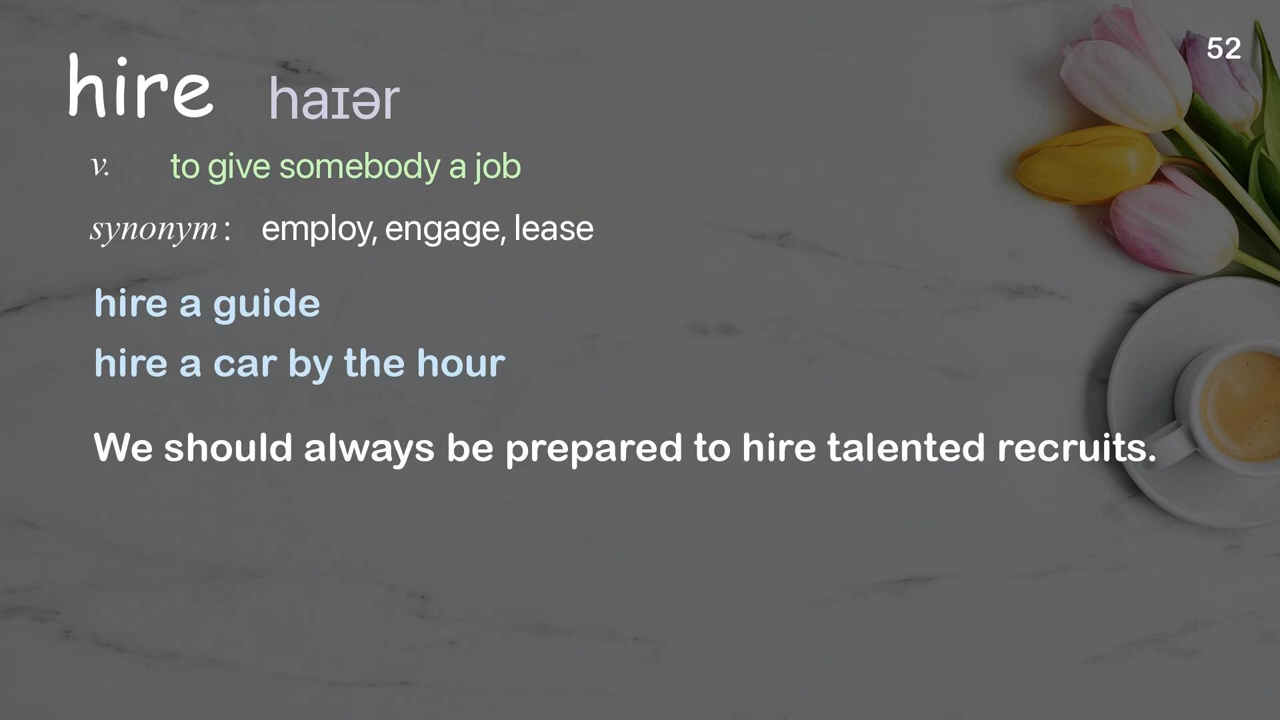 52
hire haɪər
v. to give somebody a job
synonym: employ, engage, lease
hire a guide
hire a car by the hour
We should always be prepared to hire talented recruits.